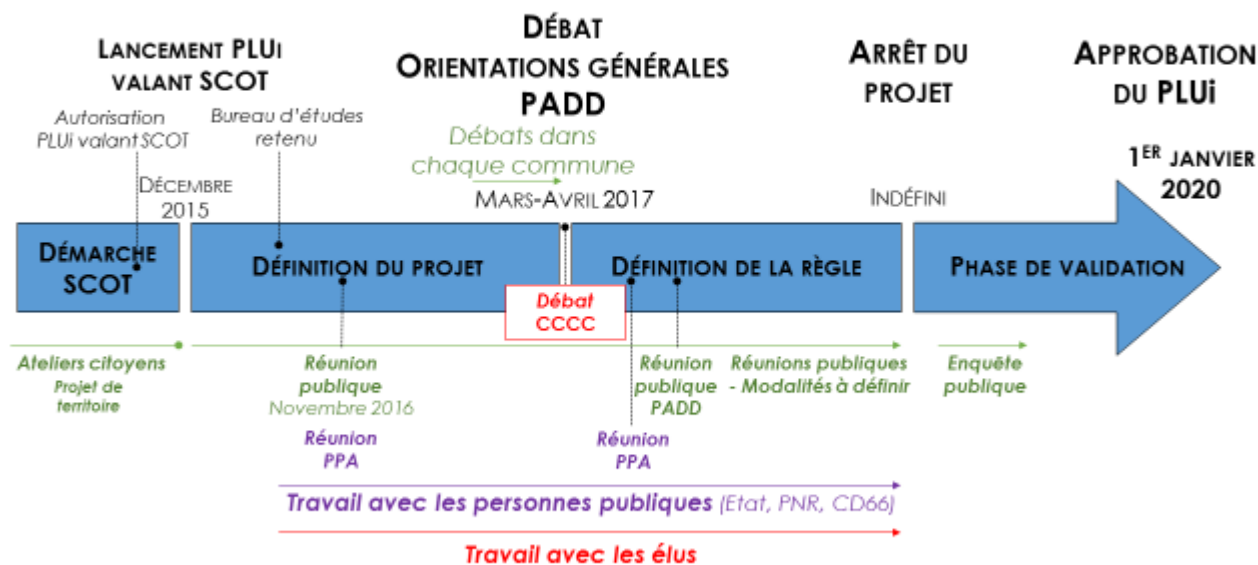 LANCEMENT PLUi
VALANT SCOT
DÉBAT
ORIENTATIONS GÉNÉRALES
PADD
ARRÊT DU
PROJET
APPROBATION
DU PLUi
Autorisation
PLUi valant SCOT
Bureau d'études
retenu
Débats dans
chaque commune
1ER JANVIER
2020
DÉCEMBRE
2015
MARS-AVRIL 2017
INDÉFINI
DÉMARCHE
SCOT
DÉFINITION DU PROJET
DÉFINITION DE LA RÈGLE
PHASE DE VALIDATION
Débat
CCCC
Ateliers citoyens
Projet de
territoire
Réunion
publique
Novembre 2016
Réunion
publique
PADD
Réunions publiques
- Modalités à définir
Enquête
publique
Réunion
PPA
Réunion
PPA
Travail avec les personnes publiques (Etat, PNR, CD66)
Travail avec les élus